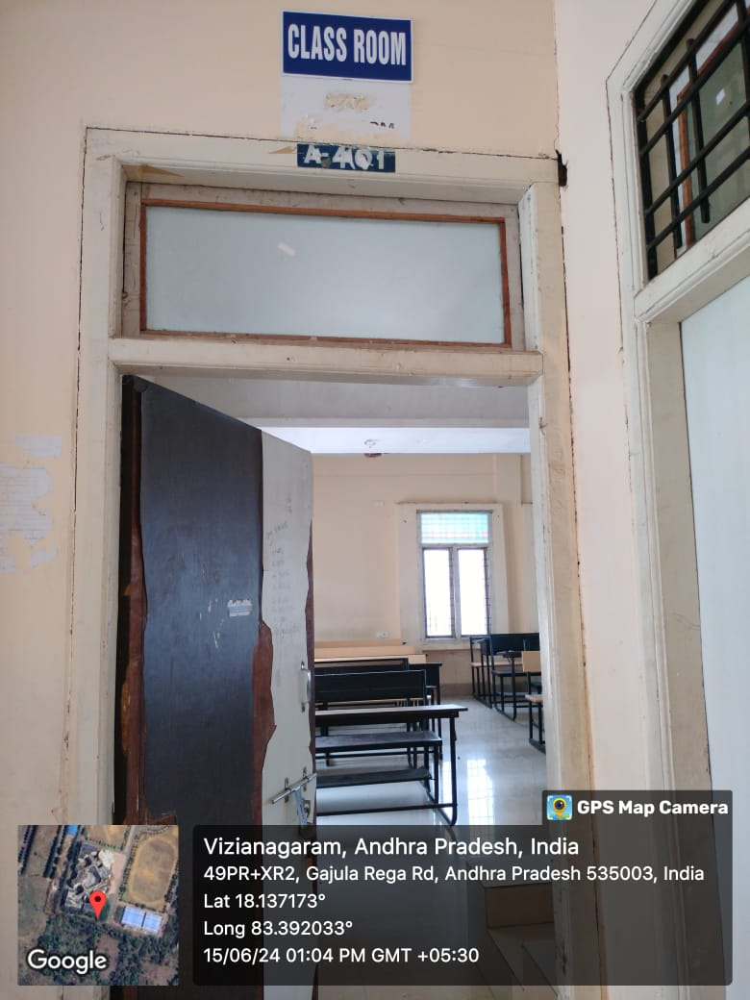 CLASS ROOM
A-401
GPS Map Camera
Vizianagaram, Andhra Pradesh, India
49PR+XR2, Gajula Rega Rd, Andhra Pradesh 535003, India
Lat 18.137173°
Long 83.392033°
15/06/24 01:04 PM GMT +05:30
Google